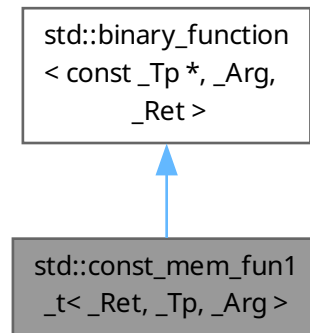 std::binary_function
< const _Tp *, _Arg,
_Ret >
std::const_mem_fun1
_t< _Ret, _Tp, _Arg >